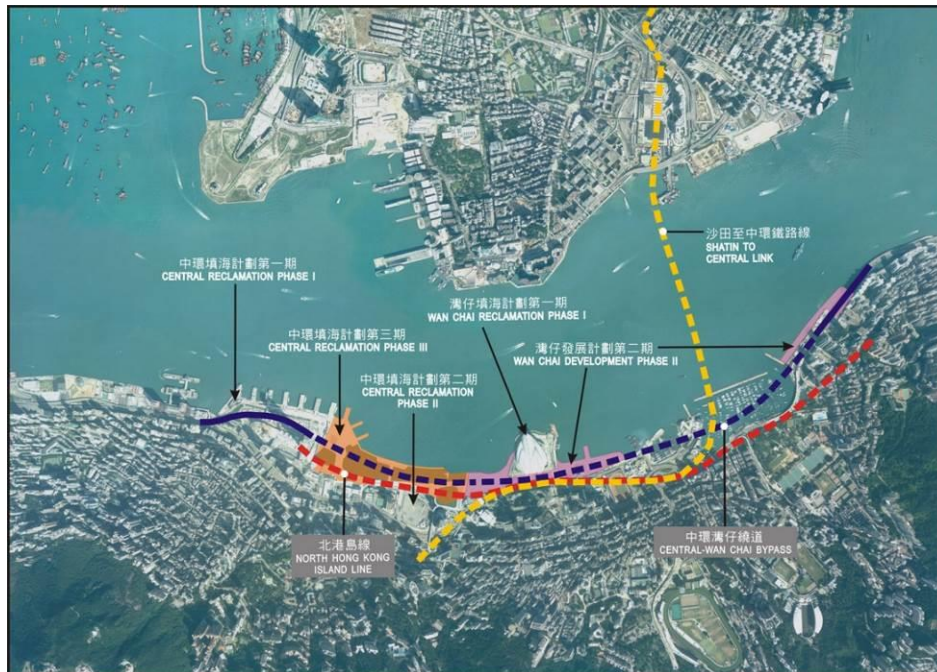 沙田至中環鐵路線
SHATIN TO
CENTRAL LINK
中環填海計劃第一期
CENTRAL RECLAMATION PHASE I
灣仔填海計劃第一期
WAN CHAI RECLAMATION PHASE I
中環填海計劃第三期
CENTRAL RECLAMATION PHASE III
灣仔發展計劃第二期
WAN CHAI DEVELOPMENT PHASE II
中環填海計劃第二期
CENTRAL RECLAMATION
PHASE II
北港島線
NORTH HONG KONG
ISLAND LINE
中環灣仔繞道
CENTRAL-WAN CHAI BYPASS